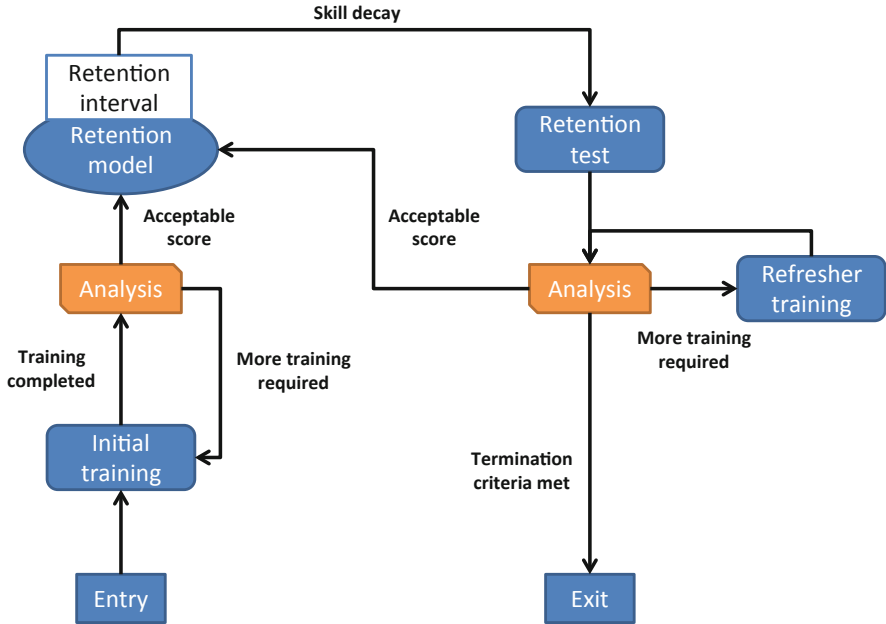 Skill decay
Retention
interval
Retention
model
Retention
test
Acceptable
score
Acceptable
score
Analysis
Analysis
Refresher
training
Training
completed
More training
required
More training
required
Initial
training
Termination
criteria met
Entry
Exit